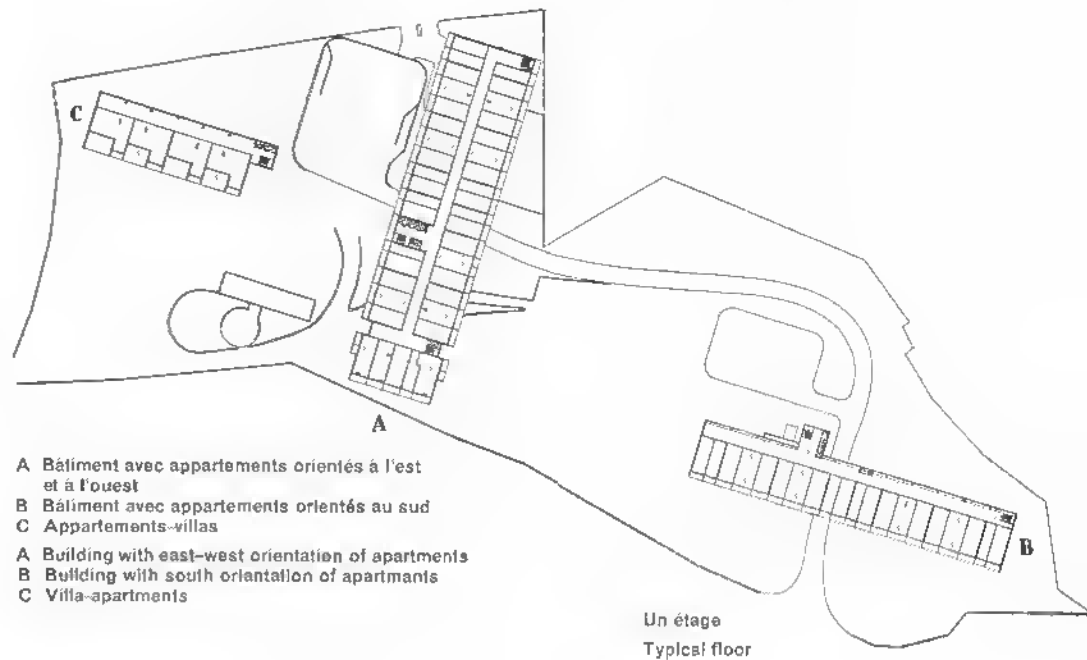 C
A
A Bâtiment avec appartements orientés à l'est
et à l'ouest
B Bâtiment avec appartements orientés au sud
C Appartements-villas
A Building with east-west orientation of apartments
B Building with south orientation of apartmants
C Villa-apartments
B
Un étage
Typical floor